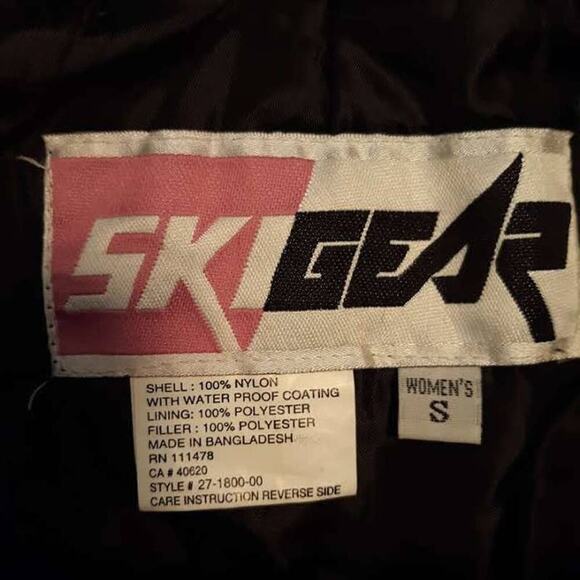 SKIGEAR
SHELL : 100% NYLON
WITH WATER PROOF COATING
LINING: 100% POLYESTER
FILLER : 100% POLYESTER
MADE IN BANGLADESH
RN 111478
CA # 40620
STYLE # 27-1800-00
CARE INSTRUCTION REVERSE SIDE
WOMEN'S
S